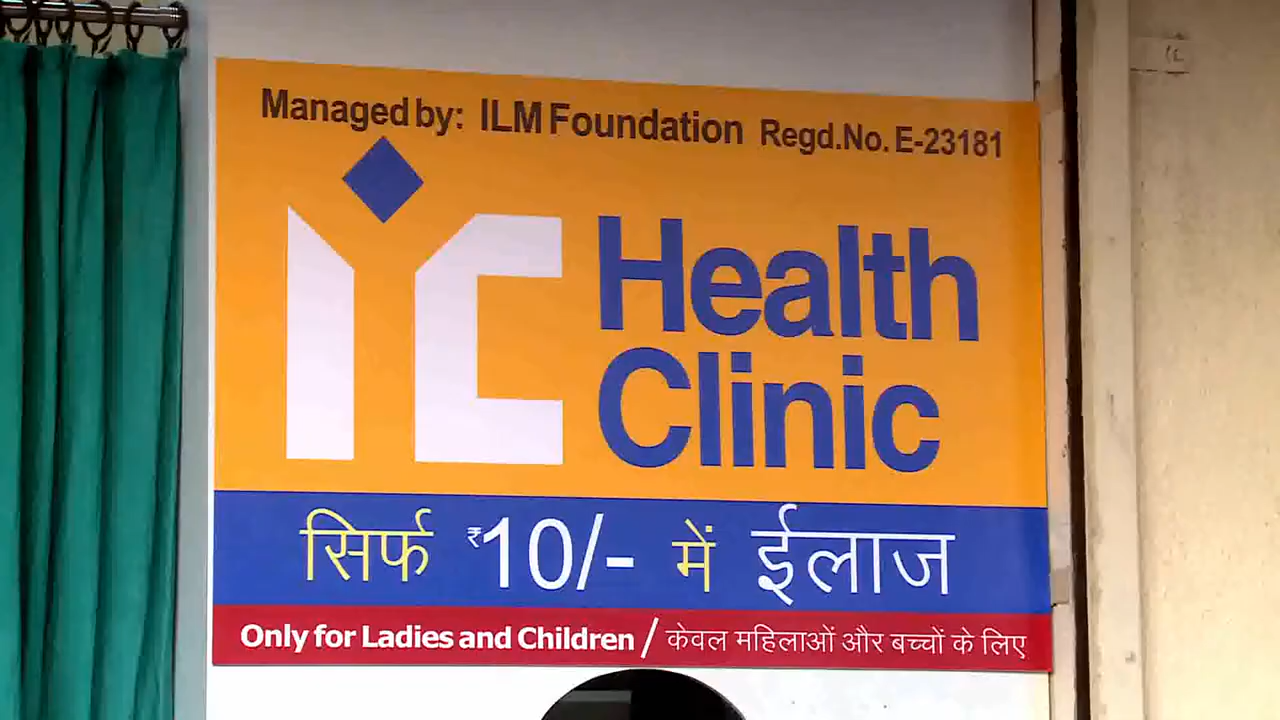 Managed by: ILM Foundation Regd.No. E-23181
iC Health
Clinic
सिर्फ ₹10/- में ईलाज
Only for Ladies and Children / केवल महिलाओं और बच्चों के लिए